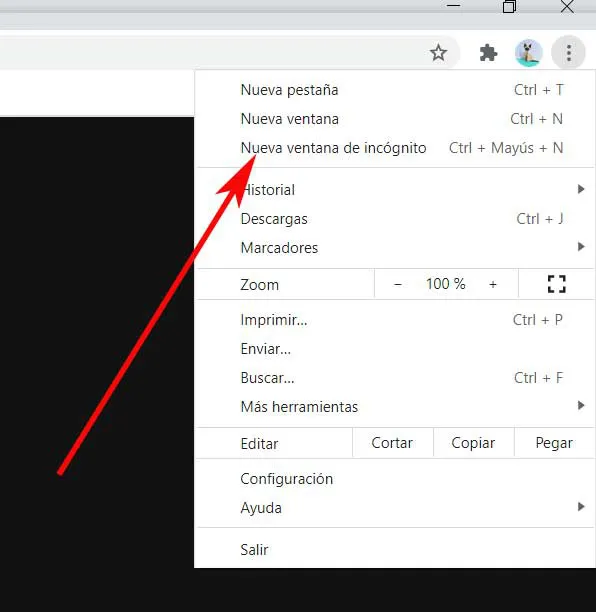 Nueva pestaña Ctrl + T
Nueva ventana Ctrl + N
Nueva ventana de incógnito Ctrl + Mayús + N
Historial
Descargas Ctrl + J
Marcadores
Zoom − 100 % +
Imprimir... Ctrl + P
Enviar...
Buscar... Ctrl + F
Más herramientas
Editar Cortar Copiar Pegar
Configuración
Ayuda
Salir